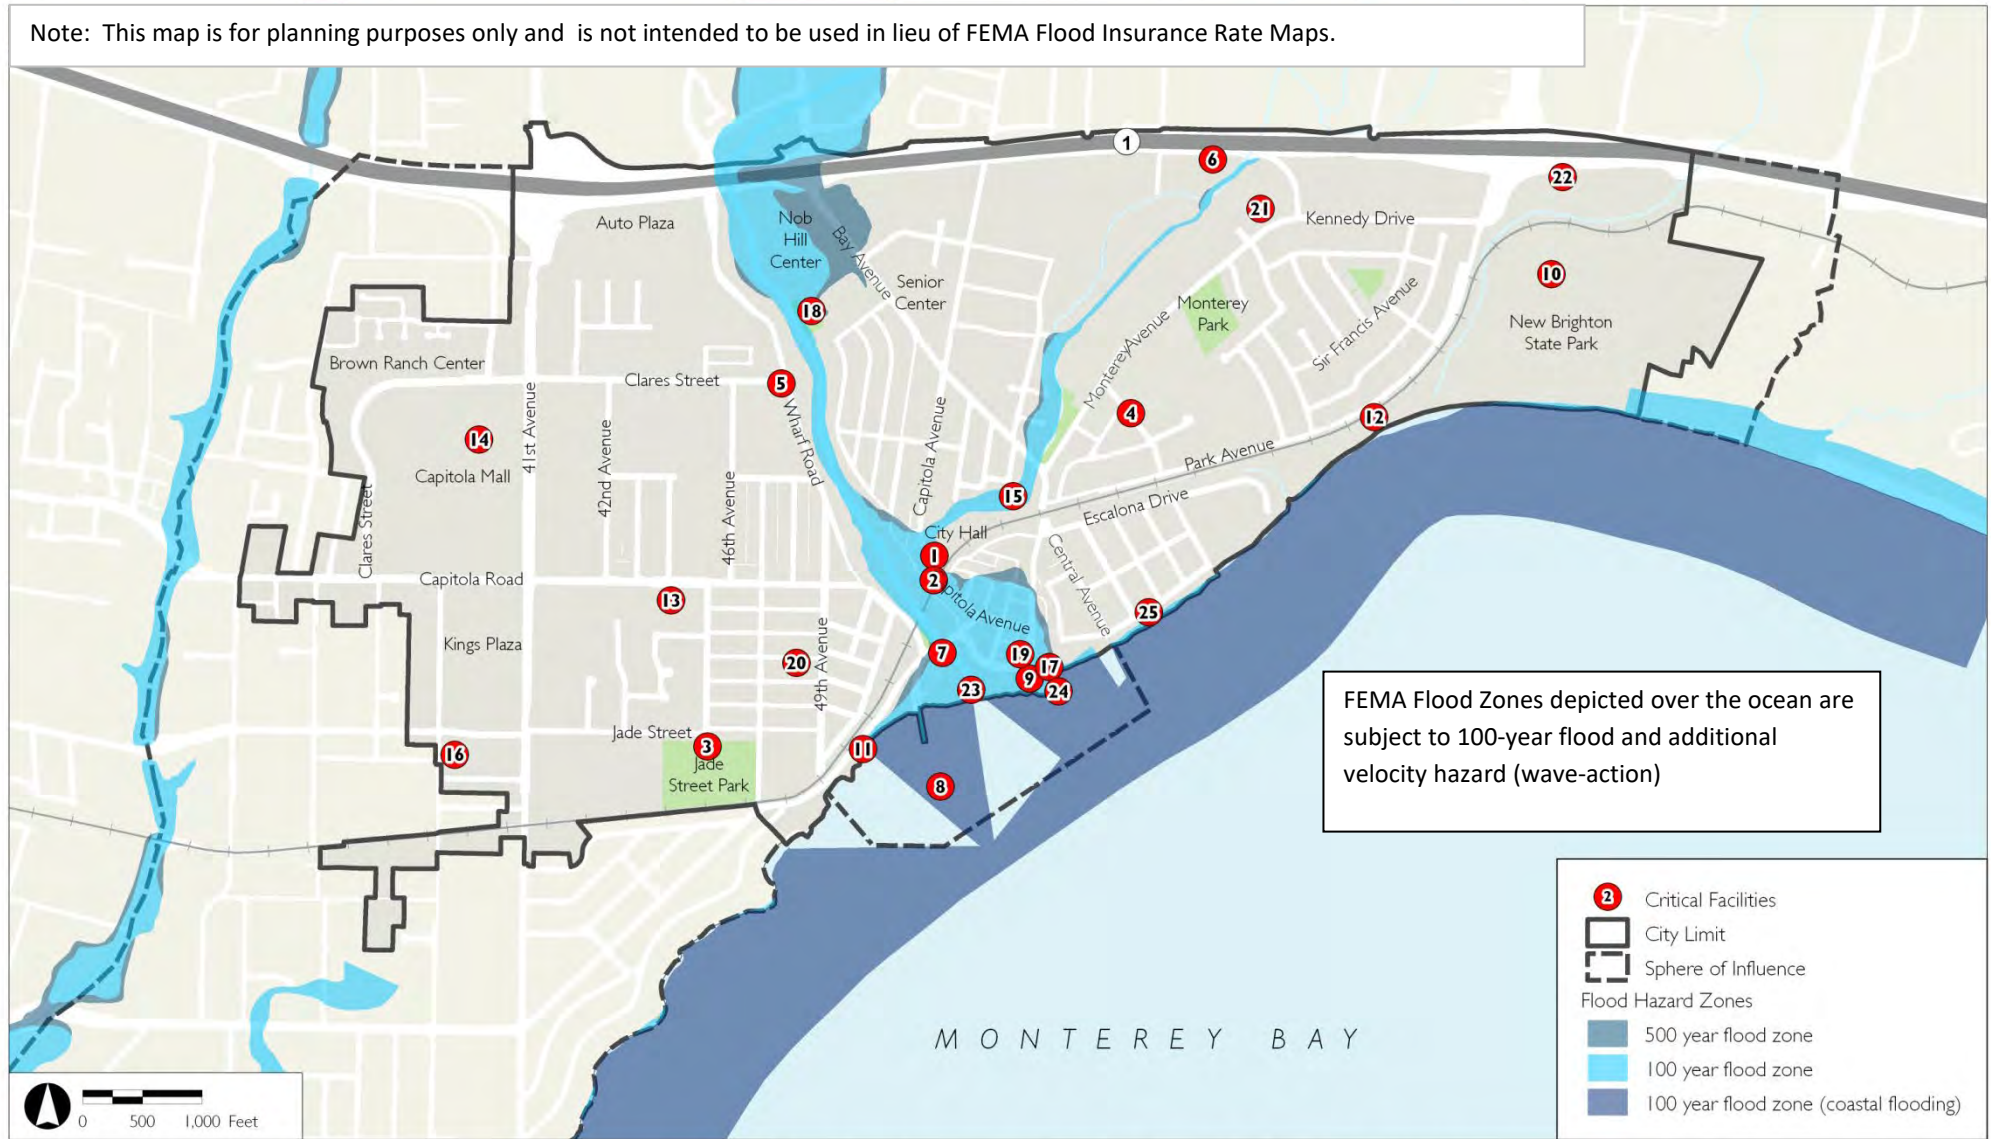 Note: This map is for planning purposes only and is not intended to be used in lieu of FEMA Flood Insurance Rate Maps.
1
6
22
21
Auto Plaza
Nob
Hill
Center
Bay Avenue
Kennedy Drive
Senior
Center
10
18
Monterey
Park
Monterey Avenue
Sir Francis Avenue
New Brighton
State Park
Brown Ranch Center
Clares Street
5
41st Avenue
Wharf Road
Capitola Avenue
4
12
14
Capitola Mall
42nd Avenue
46th Avenue
Park Avenue
15
Escalona Drive
Clares Street
City Hall
1
2
Capitola Road
Central Avenue
13
pitola Avenue
25
Kings Plaza
20
49th Avenue
7
19
17
9
23
24
Jade Street
3
Jade
Street Park
16
11
8
FEMA Flood Zones depicted over the ocean are
subject to 100-year flood and additional
velocity hazard (wave-action)
MONTEREY BAY
2
Critical Facilities
City Limit
Sphere of Influence
Flood Hazard Zones
500 year flood zone
100 year flood zone
100 year flood zone (coastal flooding)
0 500 1,000 Feet